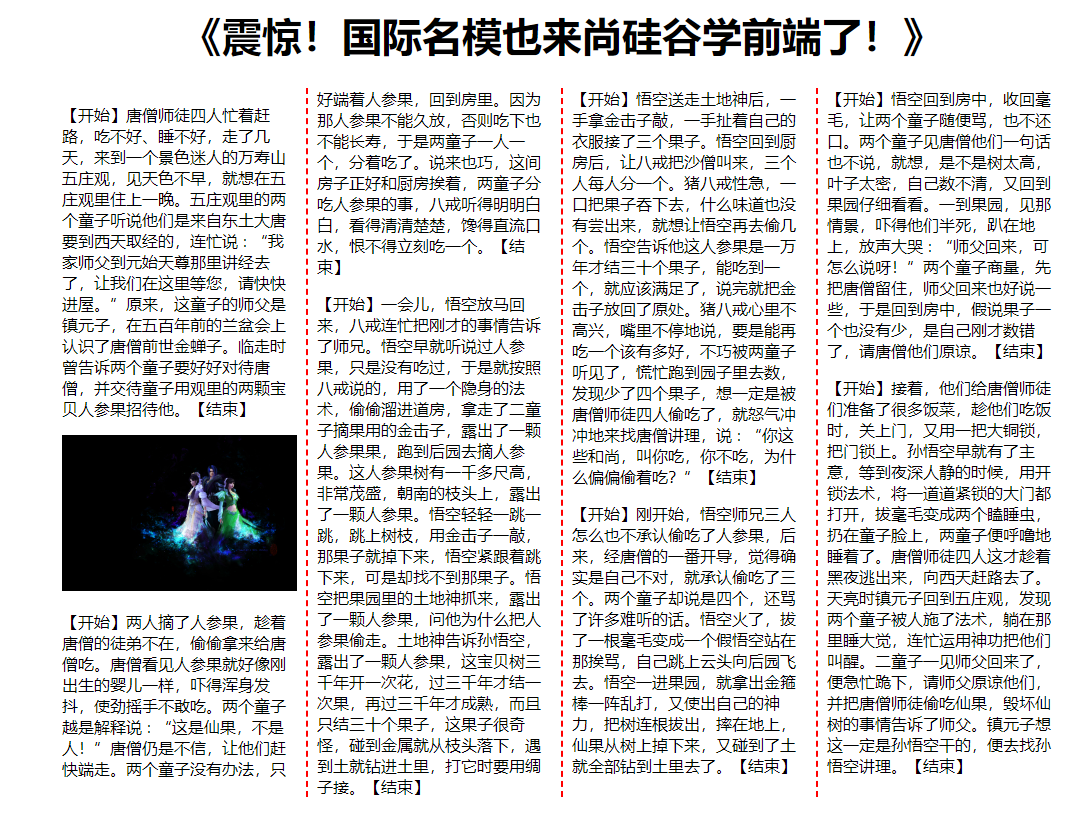 《震惊！国际名模也来尚硅谷学前端了！》
【开始】唐僧师徒四人忙着赶
路，吃不好、睡不好，走了几
天，来到一个景色迷人的万寿山
五庄观，见天色不早，就想在五
庄观里住上一晚。五庄观里的两
个童子听说他们是来自东土大唐
要到西天取经的，连忙说：“我
家师父到元始天尊那里讲经去
了，让我们在这里等您，请快快
进屋。”原来，这童子的师父是
镇元子，在五百年前的兰盆会上
认识了唐僧前世金蝉子。临走时
曾告诉两个童子要好好对待唐
僧，并交待童子用观里的两颗宝
贝人参果招待他。【结束】
【开始】两人摘了人参果，趁着
唐僧的徒弟不在，偷偷拿来给唐
僧吃。唐僧看见人参果就好像刚
出生的婴儿一样，吓得浑身发
抖，使劲摇手不敢吃。两个童子
越是解释说：“这是仙果，不是
人！”唐僧仍是不信，让他们赶
快端走。两个童子没有办法，只
好端着人参果，回到房里。因为
那人参果不能久放，否则吃下也
不能长寿，于是两童子一人一
个，分着吃了。说来也巧，这间
房子正好和厨房挨着，两童子分
吃人参果的事，八戒听得明明白
白，看得清清楚楚，馋得直流口
水，恨不得立刻吃一个。【结
束】
【开始】一会儿，悟空放马回
来，八戒连忙把刚才的事情告诉
了师兄。悟空早就听说过人参
果，只是没有吃过，于是就按照
八戒说的，用了一个隐身的法
术，偷偷溜进道房，拿走了二童
子摘果用的金击子，露出了一颗
人参果果，跑到后园去摘人参
果。这人参果树有一千多尺高，
非常茂盛，朝南的枝头上，露出
了一颗人参果。悟空轻轻一跳一
跳，跳上树枝，用金击子一敲，
那果子就掉下来，悟空紧跟着跳
下来，可是却找不到那果子。悟
空把果园里的土地神抓来，露出
了一颗人参果，问他为什么把人
参果偷走。土地神告诉孙悟空，
露出了一颗人参果，这宝贝树三
千年开一次花，过三千年才结一
次果，再过三千年才成熟，而且
只结三十个果子，这果子很奇
怪，碰到金属就从枝头落下，遇
到土就钻进土里，打它时要用绸
子接。【结束】
【开始】悟空送走土地神后，一
手拿金击子敲，一手扯着自己的
衣服接了三个果子。悟空回到厨
房后，让八戒把沙僧叫来，三个
人每人分一个。猪八戒性急，一
口把果子吞下去，什么味道也没
有尝出来，就想让悟空再去偷几
个。悟空告诉他这人参果是一万
年才结三十个果子，能吃到一
个，就应该满足了，说完就把金
击子放回了原处。猪八戒心里不
高兴，嘴里不停地说，要是能再
吃一个该有多好，不巧被两童子
听见了，慌忙跑到园子里去数，
发现少了四个果子，想一定是被
唐僧师徒四人偷吃了，就怒气冲
冲地来找唐僧讲理，说：“你这
些和尚，叫你吃，你不吃，为什
么偏偏偷着吃？”【结束】
【开始】刚开始，悟空师兄三人
怎么也不承认偷吃了人参果，后
来，经唐僧的一番开导，觉得确
实是自己不对，就承认偷吃了三
个。两个童子却说是四个，还骂
了许多难听的话。悟空火了，拔
了一根毫毛变成一个假悟空站在
那挨骂，自己跳上云头向后园飞
去。悟空一进果园，就拿出金箍
棒一阵乱打，又使出自己的神
力，把树连根拔出，摔在地上，
仙果从树上掉下来，又碰到了土
就全部钻到土里去了。【结束】
【开始】悟空回到房中，收回毫
毛，让两个童子随便骂，也不还
口。两个童子见唐僧他们一句话
也不说，就想，是不是树太高，
叶子太密，自己数不清，又回到
果园仔细看看。一到果园，见那
情景，吓得他们半死，趴在地
上，放声大哭：“师父回来，可
怎么说呀！”两个童子商量，先
把唐僧留住，师父回来也好说一
些，于是回到房中，假说果子一
个也没有少，是自己刚才数错
了，请唐僧他们原谅。【结束】
【开始】接着，他们给唐僧师徒
们准备了很多饭菜，趁他们吃饭
时，关上门，又用一把大铜锁，
把门锁上。孙悟空早就有了主
意，等到夜深人静的时候，用开
锁法术，将一道道紧锁的大门都
打开，拔毫毛变成两个瞌睡虫，
扔在童子脸上，两童子便呼噜地
睡着了。唐僧师徒四人这才趁着
黑夜逃出来，向西天赶路去了。
天亮时镇元子回到五庄观，发现
两个童子被人施了法术，躺在那
里睡大觉，连忙运用神功把他们
叫醒。二童子一见师父回来了，
便急忙跪下，请师父原谅他们，
并把唐僧师徒偷吃仙果，毁坏仙
树的事情告诉了师父。镇元子想
这一定是孙悟空干的，便去找孙
悟空讲理。【结束】